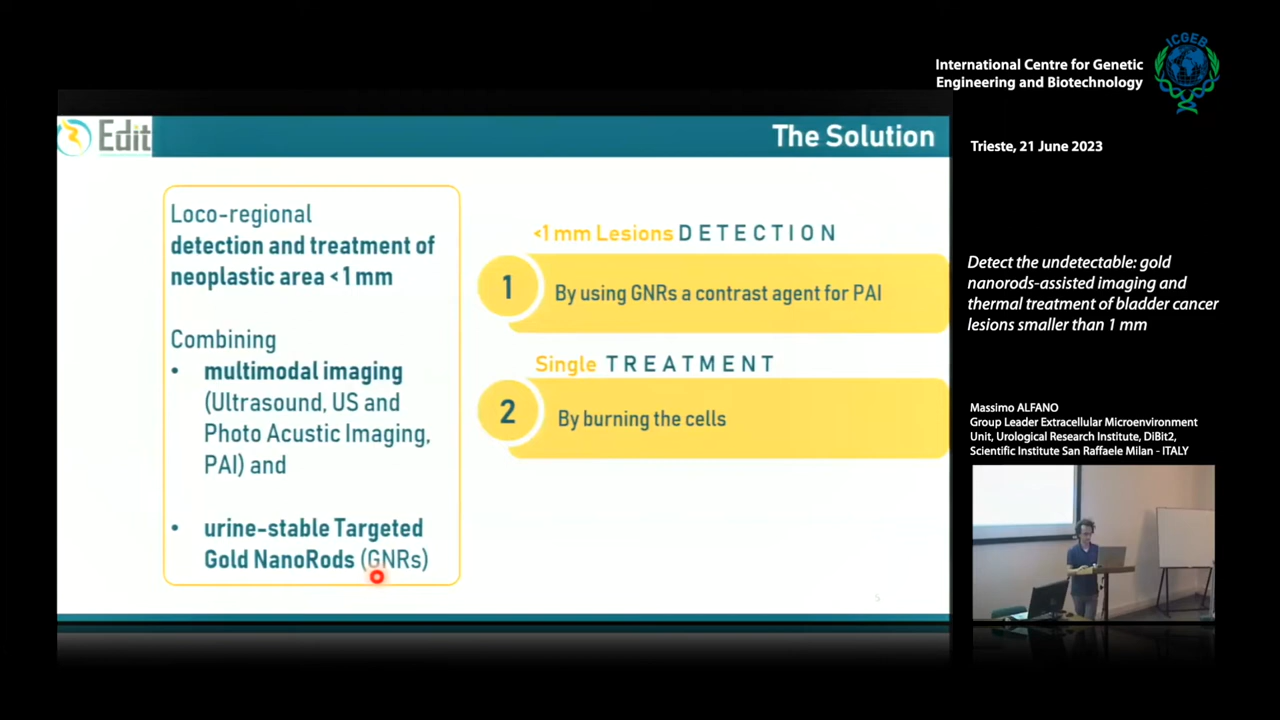 International Centre for Genetic
Engineering and Biotechnology
ICGEB
Trieste, 21 June 2023
Edit
The Solution
Loco-regional
detection and treatment of
neoplastic area < 1 mm
Combining
• multimodal imaging
(Ultrasound, US and
Photo Acustic Imaging,
PAI) and
• urine-stable Targeted
Gold NanoRods (GNRs)
<1 mm Lesions DETECTION
1
By using GNRs a contrast agent for PAI
Single TREATMENT
2
By burning the cells
5
Detect the undetectable: gold
nanorods-assisted imaging and
thermal treatment of bladder cancer
lesions smaller than 1 mm
Massimo ALFANO
Group Leader Extracellular Microenvironment
Unit, Urological Research Institute, DiBit2,
Scientific Institute San Raffaele Milan - ITALY